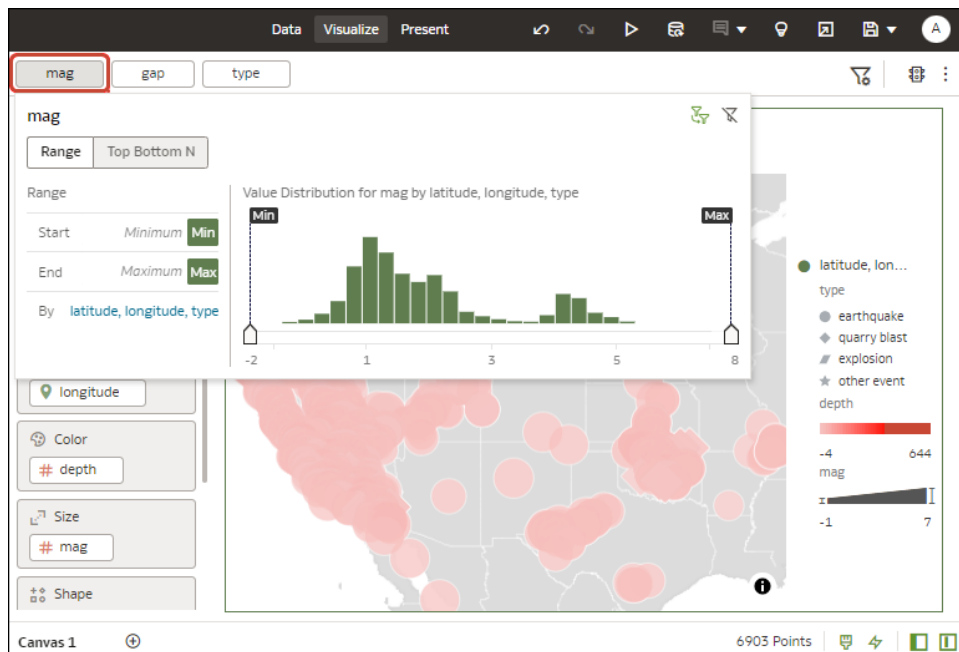 Data Visualize Present A
mag gap type
mag
Range Top Bottom N
Range
Value Distribution for mag by latitude, longitude, type
Min Max
Start Minimum Min
End Maximum Max
By latitude, longitude, type
-2 1 3 5 8
longitude
Color
# depth
Size
# mag
Shape
latitude, lon...
type
earthquake
quarry blast
explosion
other event
depth
-4 644
mag
-1 7
i
Canvas 1
6903 Points